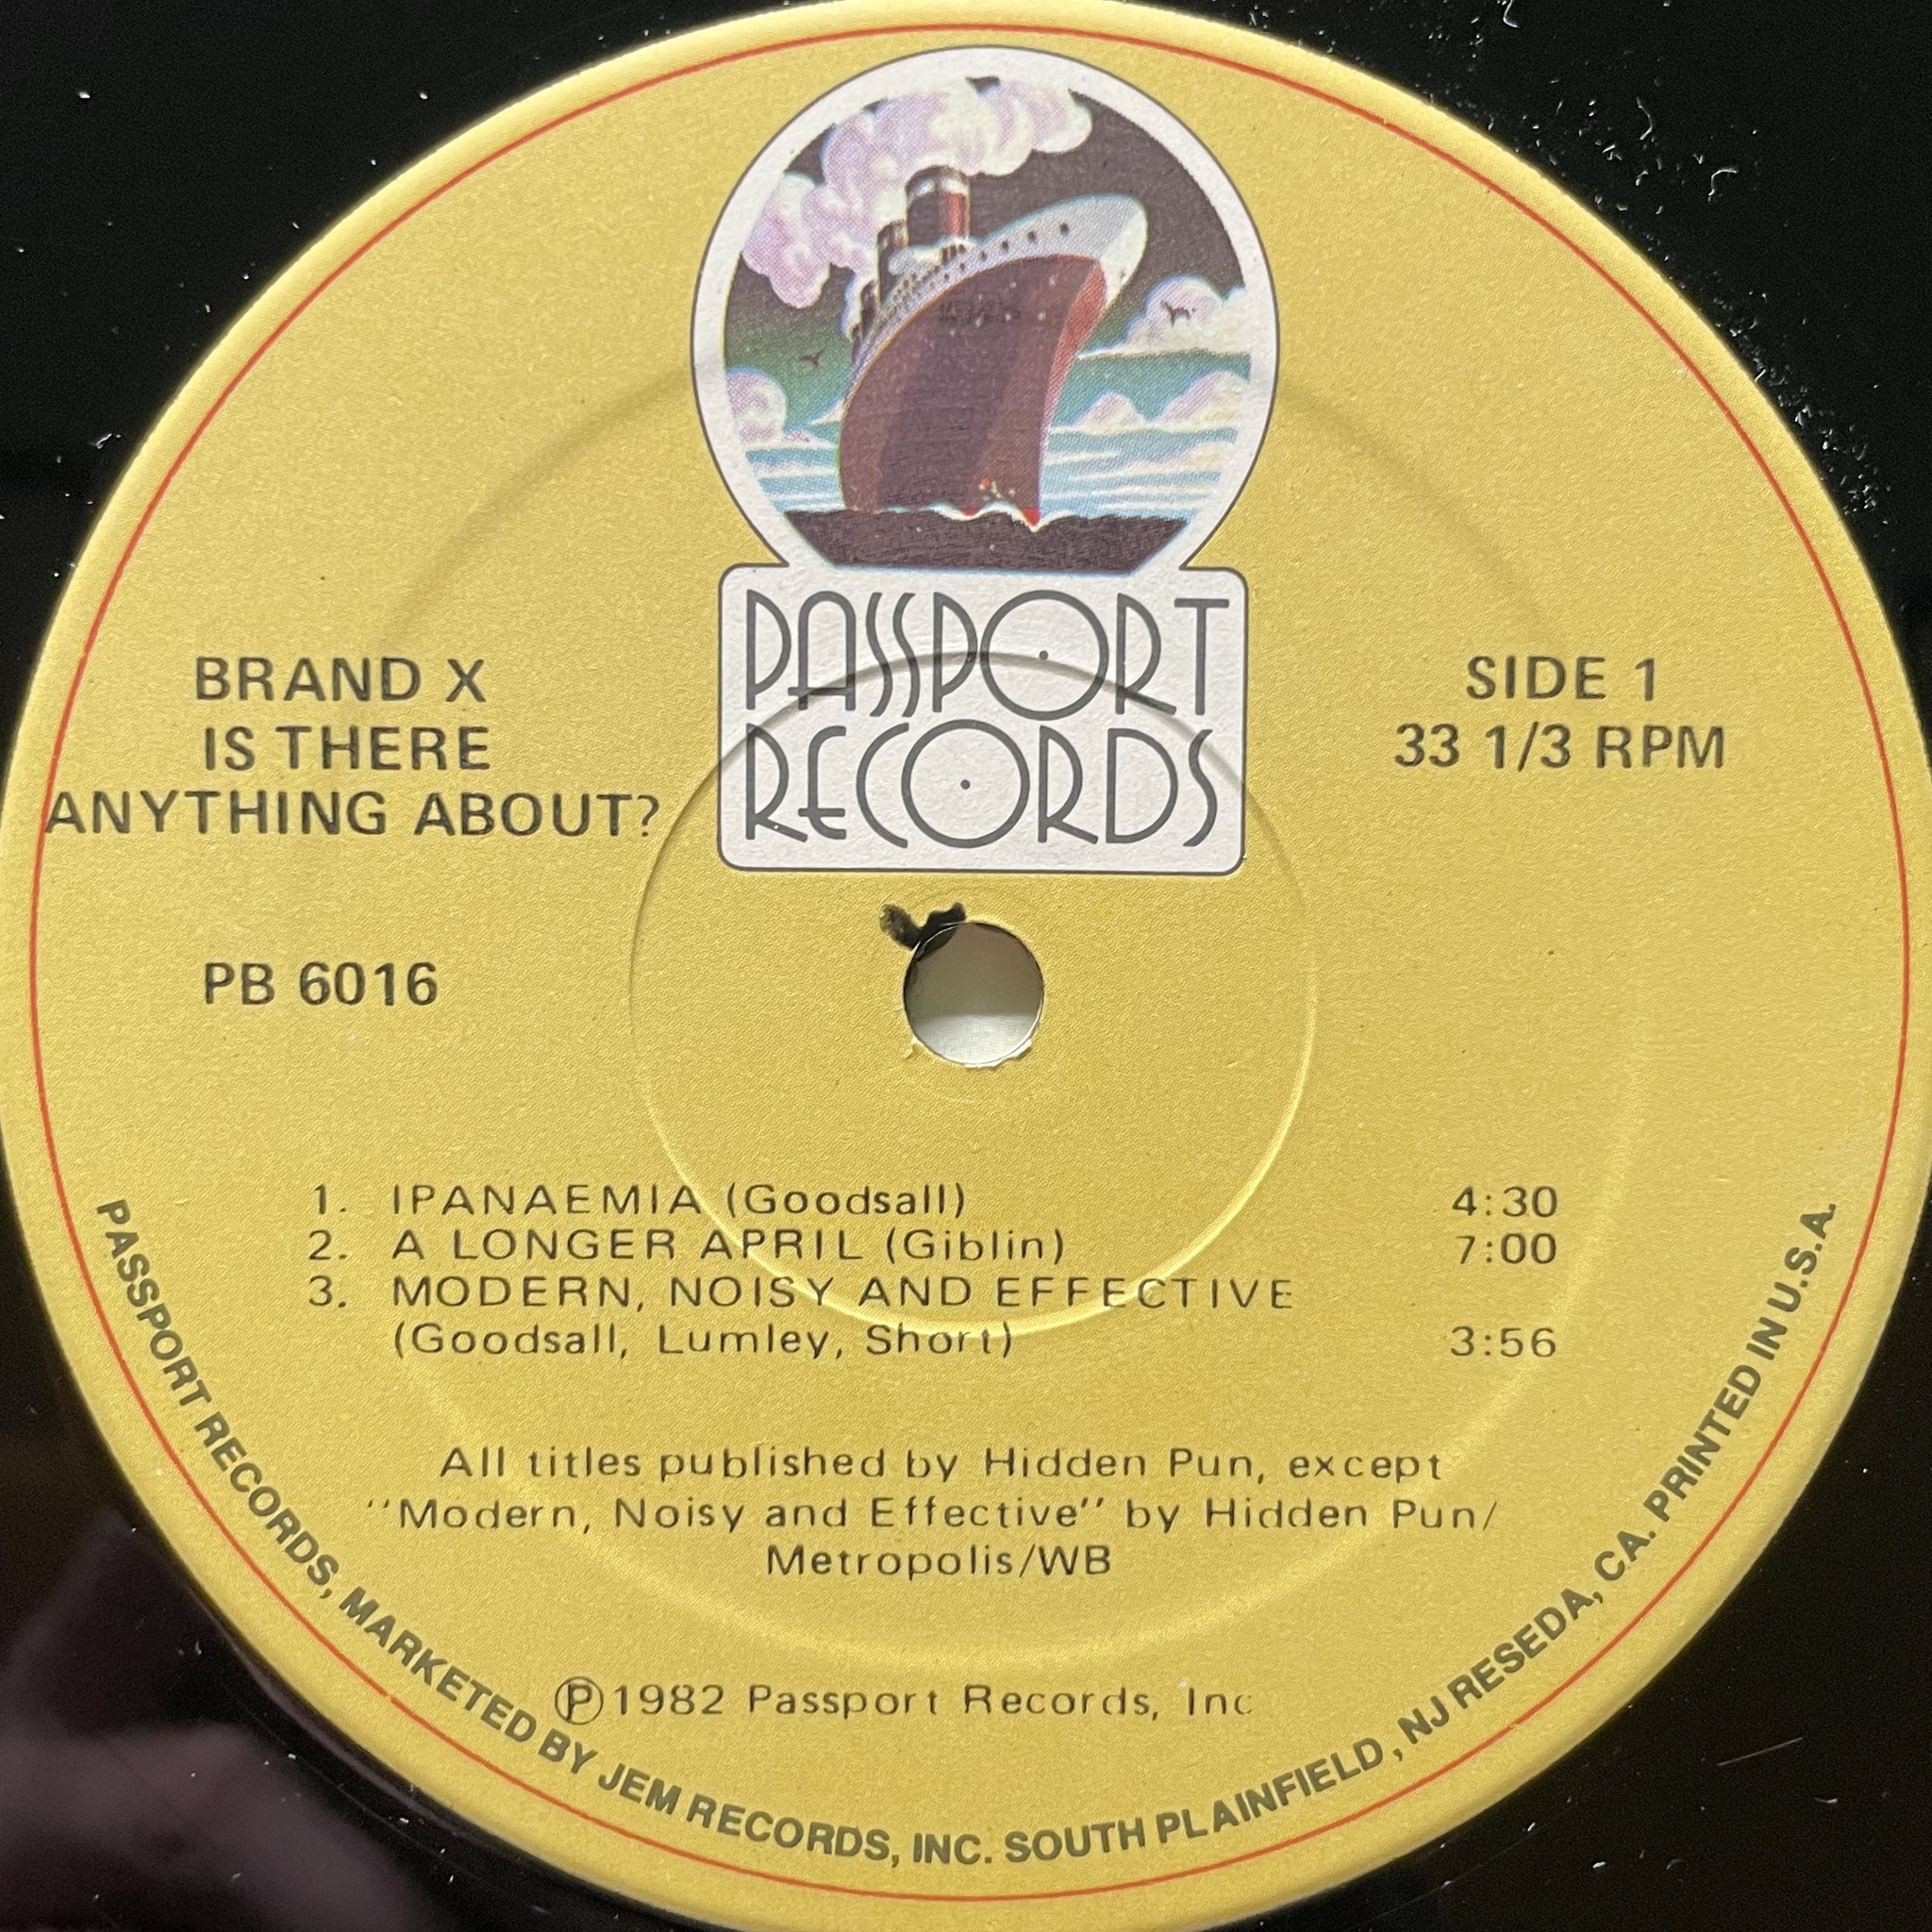 PASSPORT
RECORDS
BRAND X
IS THERE
ANYTHING ABOUT?
SIDE 1
33 1/3 RPM
PB 6016
1. IPANAEMIA (Goodsall) 4:30
2. A LONGER APRIL (Giblin) 7:00
3. MODERN, NOISY AND EFFECTIVE
(Goodsall, Lumley, Short) 3:56
All titles published by Hidden Pun, except
''Modern, Noisy and Effective'' by Hidden Pun/
Metropolis/WB
℗1982 Passport Records, Inc
PASSPORT RECORDS, MARKETED BY JEM RECORDS, INC. SOUTH PLAINFIELD, NJ RESEDA, CA. PRINTED IN U.S.A.